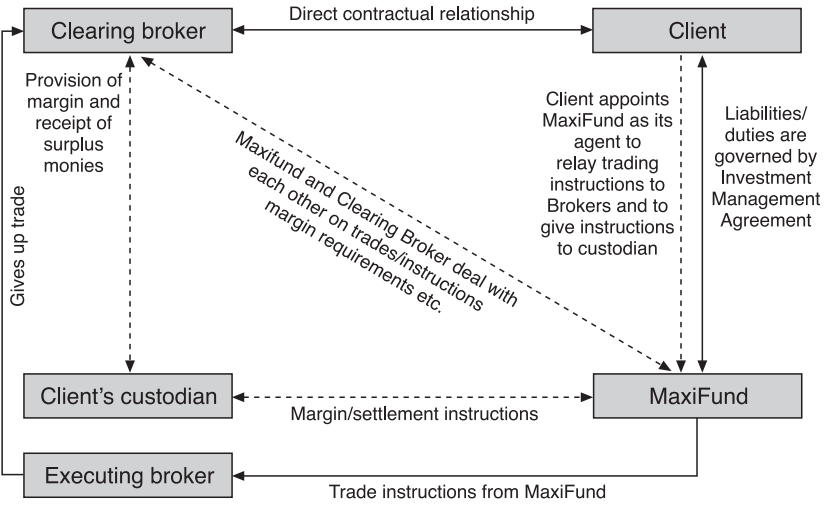 Direct contractual relationship
Clearing broker
Client
Provision of
margin and
receipt of
surplus
monies
Maxifund and Clearing Broker deal with
each other on trades/instructions
margin requirements etc.
Client appoints
MaxiFund as its
agent to
relay trading
instructions to
Brokers and to
give instructions
to custodian
Liabilities/
duties are
governed by
Investment
Management
Agreement
Gives up trade
Client's custodian
MaxiFund
Margin/settlement instructions
Executing broker
Trade instructions from MaxiFund